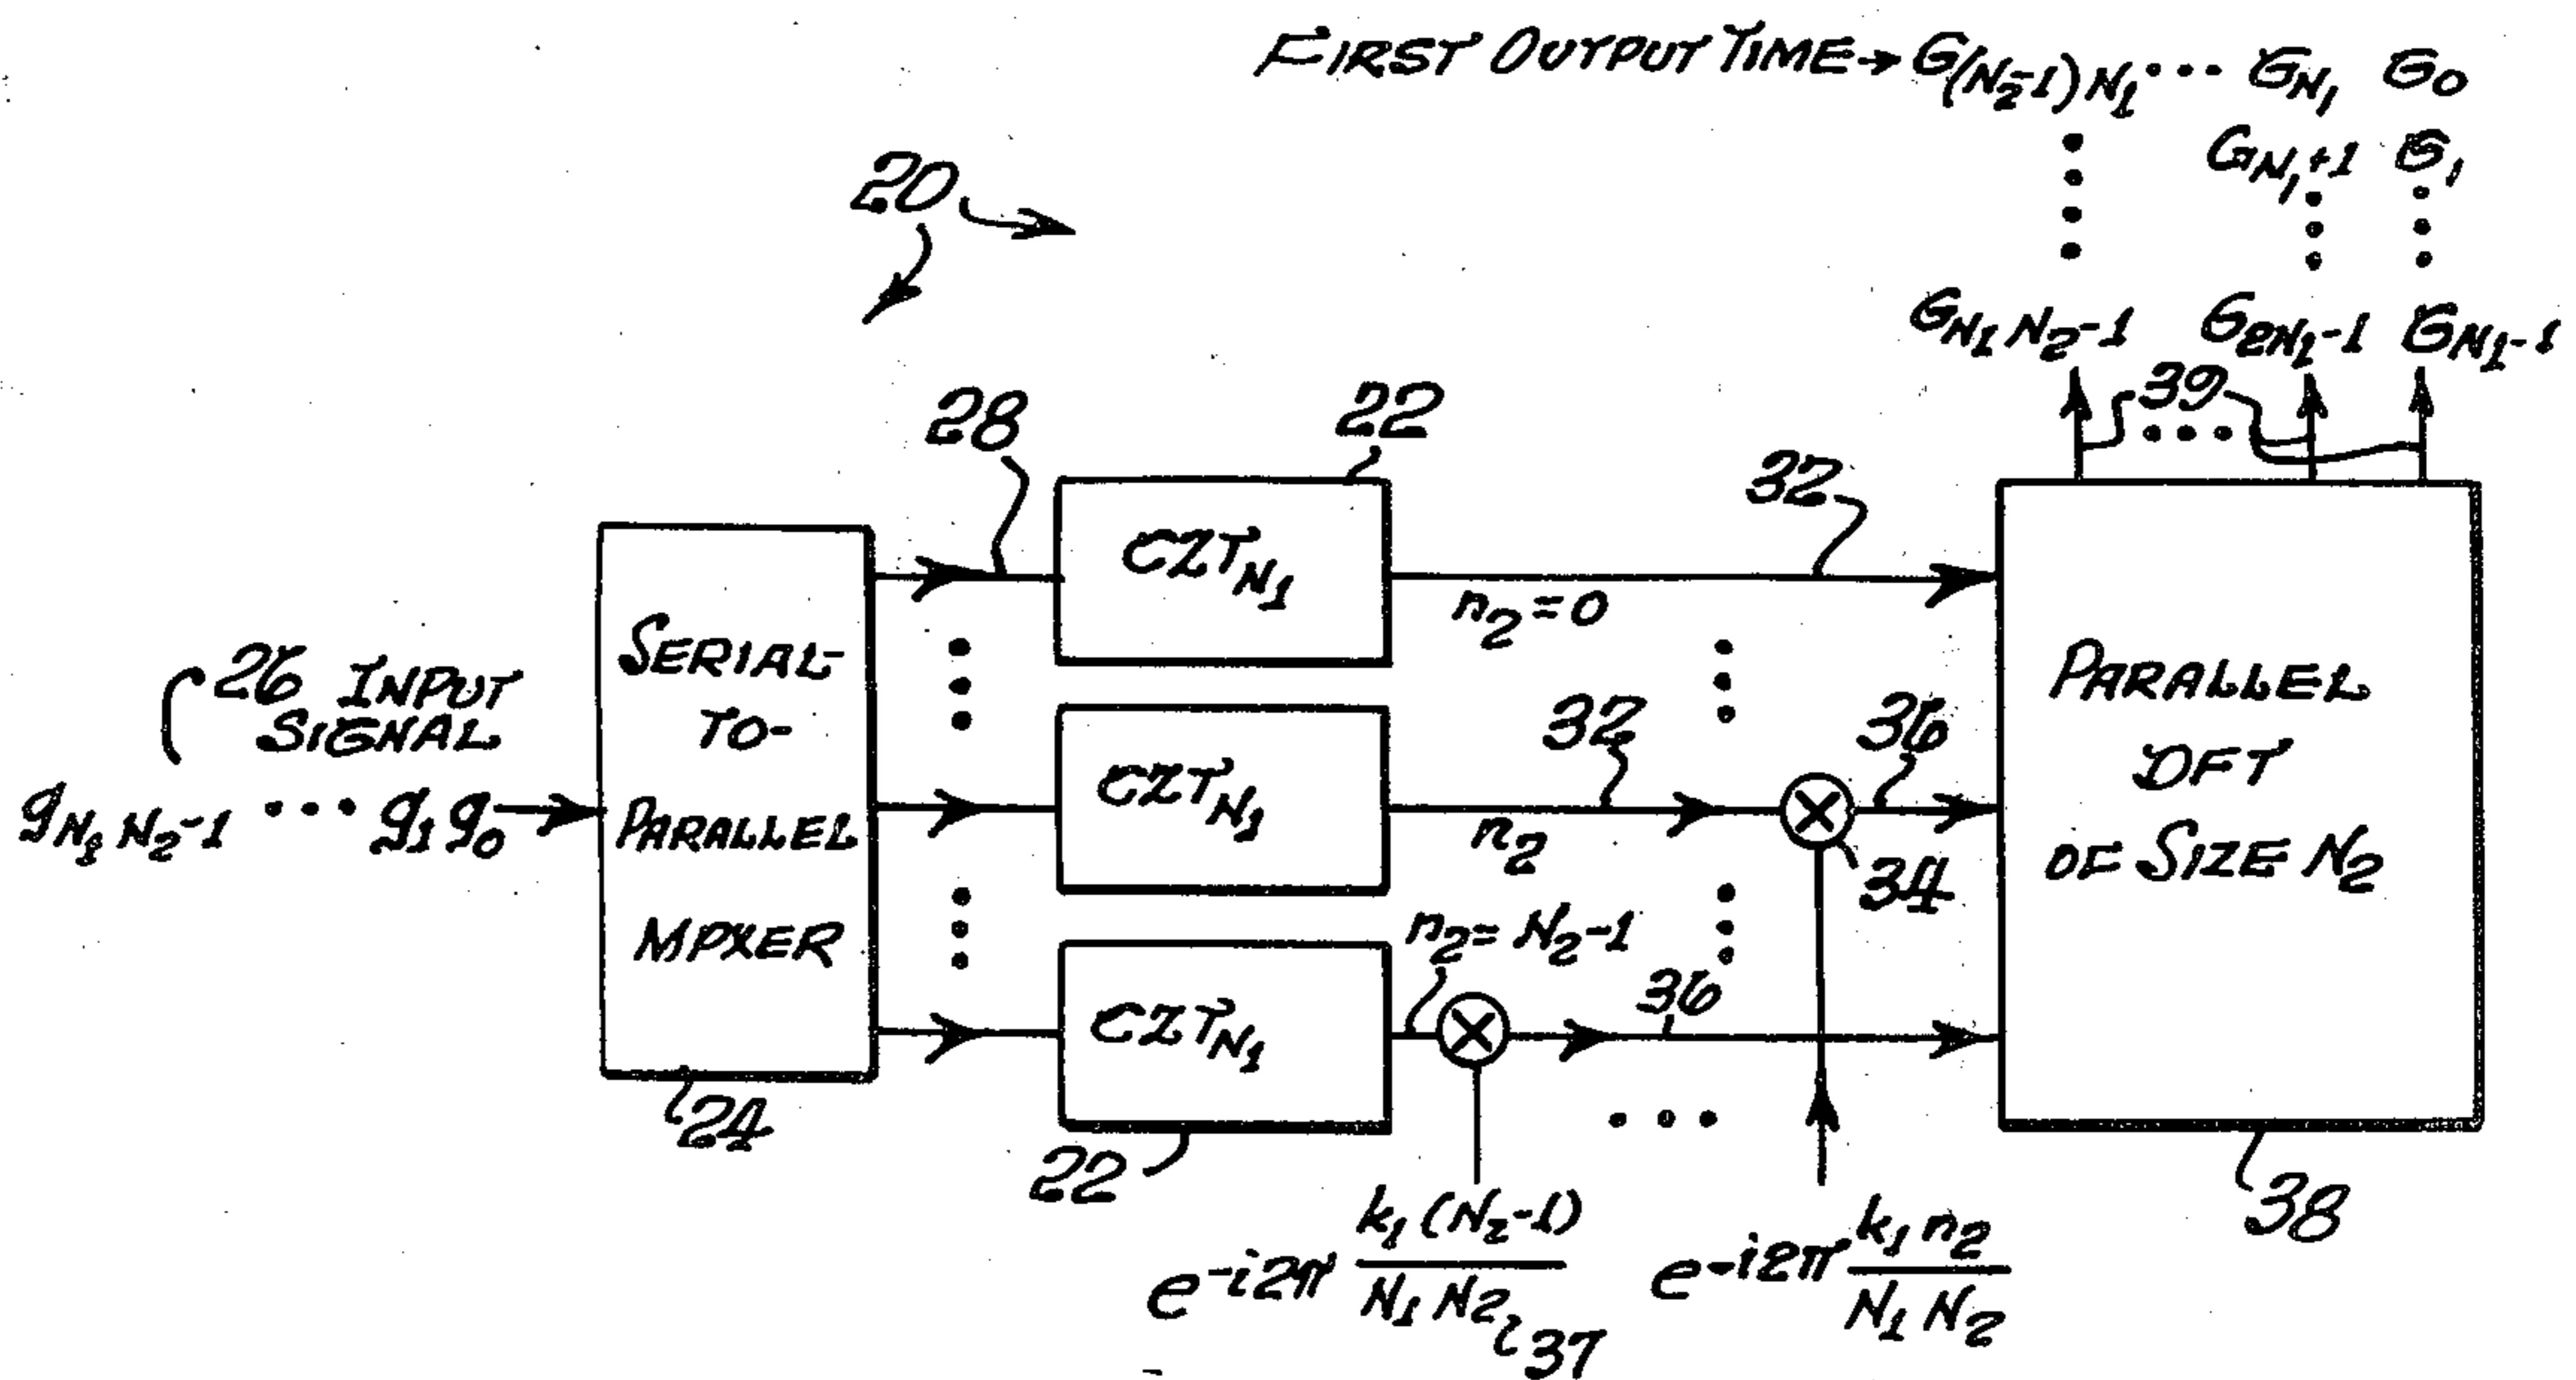 FIRST OUTPUT TIME → G(N₂-1)N₁ ··· GN₁ G₀
GN₁+1 G₁
GN₁N₂-1 G2N₁-1 GN₁-1
20
39
28
22
32
CZTN₁
n₂=0
SERIAL-
TO-
PARALLEL
MPXER
26 INPUT
SIGNAL
gN₁N₂-1 ··· g₁g₀
PARALLEL
DFT
OF SIZE N₂
32
36
CZTN₁
n₂
34
n₂=N₂-1
36
CZTN₁
24
22
38
e^-i2π k₁(N₂-1)/N₁N₂
37
e^-i2π k₁n₂/N₁N₂